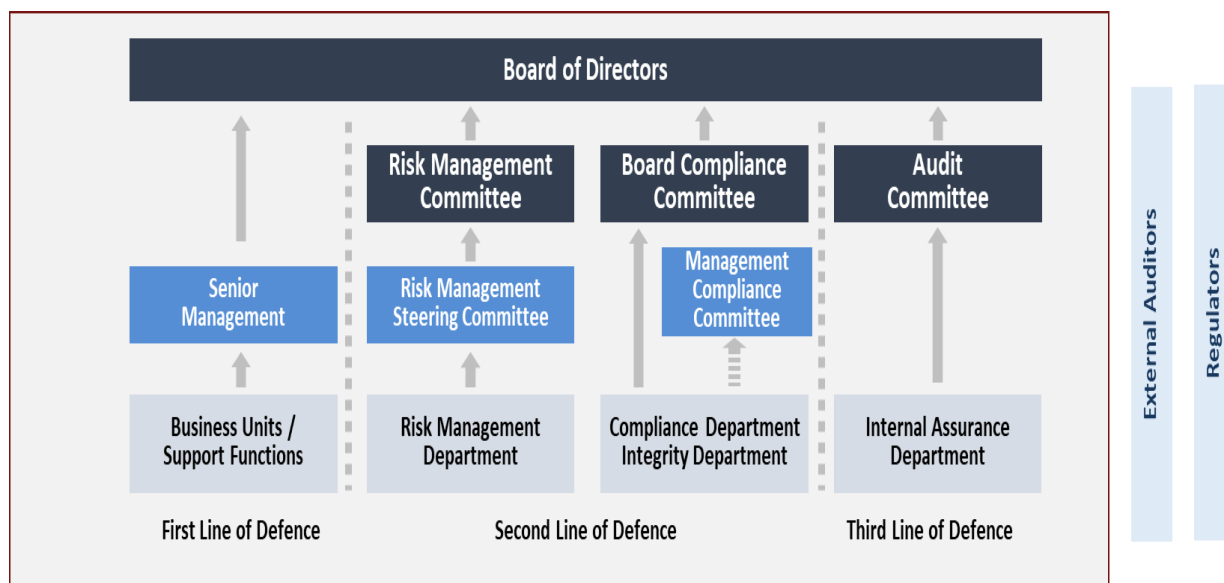 Board of Directors
Risk Management
Committee
Board Compliance
Committee
Audit
Committee
Senior
Management
Risk Management
Steering Committee
Management
Compliance
Committee
Business Units /
Support Functions
Risk Management
Department
Compliance Department
Integrity Department
Internal Assurance
Department
First Line of Defence
Second Line of Defence
Third Line of Defence
External Auditors
Regulators